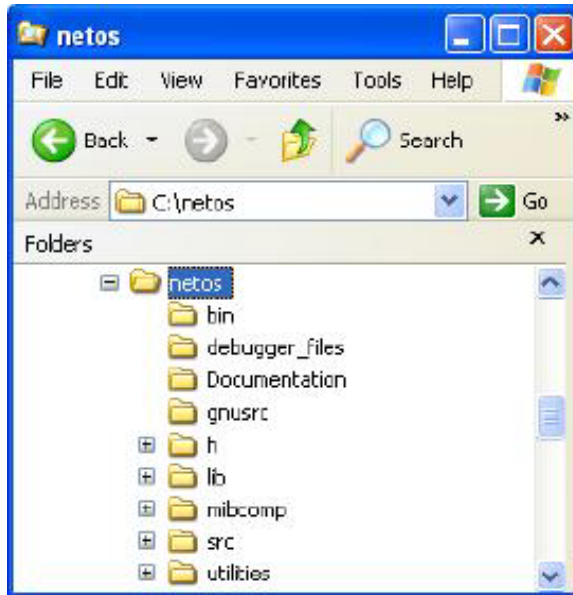 netos
File Edit View Favorites Tools Help
Back Search »
Address C:\netos Go
Folders x
netos
bin
debugger_files
Documentation
gnusrc
h
lib
mibcomp
src
utilities